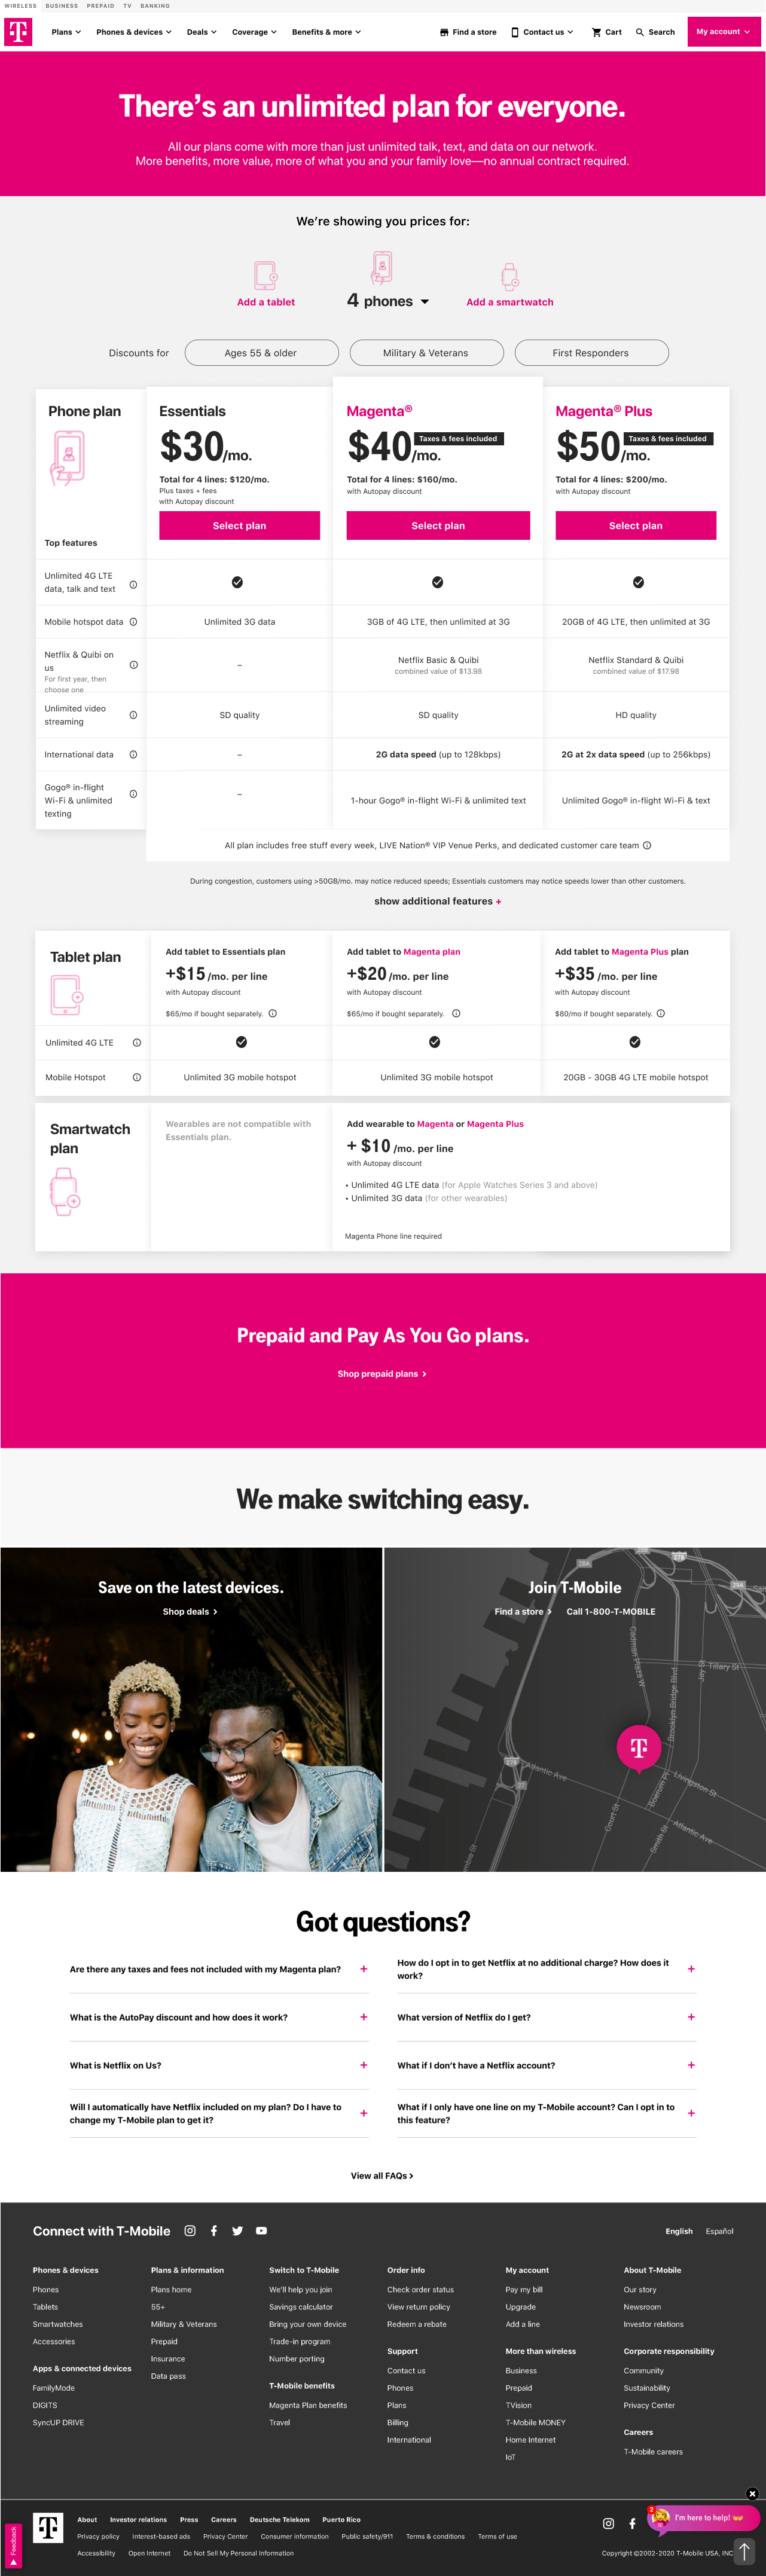 WIRELESS BUSINESS PREPAID TV BANKING
Plans Phones & devices Deals Coverage Benefits & more Find a store Contact us Cart Search My account
There's an unlimited plan for everyone.
All our plans come with more than just unlimited talk, text, and data on our network.
More benefits, more value, more of what you and your family love—no annual contract required.
We're showing you prices for:
Add a tablet 4 phones Add a smartwatch
Discounts for Ages 55 & older Military & Veterans First Responders
Phone plan
Essentials
$30/mo.
Total for 4 lines: $120/mo.
Plus taxes + fees
with Autopay discount
Select plan
Magenta®
$40/mo.
Taxes & fees included
Total for 4 lines: $160/mo.
with Autopay discount
Select plan
Magenta® Plus
$50/mo.
Taxes & fees included
Total for 4 lines: $200/mo.
with Autopay discount
Select plan
Top features
Unlimited 4G LTE
data, talk and text
Mobile hotspot data Unlimited 3G data 3GB of 4G LTE, then unlimited at 3G 20GB of 4G LTE, then unlimited at 3G
Netflix & Quibi on
us
For first year, then
choose one
–
Netflix Basic & Quibi
combined value of $13.98
Netflix Standard & Quibi
combined value of $17.98
Unlimited video
streaming
SD quality SD quality HD quality
International data – 2G data speed (up to 128kbps) 2G at 2x data speed (up to 256kbps)
Gogo® in-flight
Wi-Fi & unlimited
texting
– 1-hour Gogo® in-flight Wi-Fi & unlimited text Unlimited Gogo® in-flight Wi-Fi & text
All plan includes free stuff every week, LIVE Nation® VIP Venue Perks, and dedicated customer care team
During congestion, customers using >50GB/mo. may notice reduced speeds; Essentials customers may notice speeds lower than other customers.
show additional features +
Tablet plan
Add tablet to Essentials plan
+$15 /mo. per line
with Autopay discount
$65/mo if bought separately.
Add tablet to Magenta plan
+$20 /mo. per line
with Autopay discount
$65/mo if bought separately.
Add tablet to Magenta Plus plan
+$35 /mo. per line
with Autopay discount
$80/mo if bought separately.
Unlimited 4G LTE
Mobile Hotspot Unlimited 3G mobile hotspot Unlimited 3G mobile hotspot 20GB - 30GB 4G LTE mobile hotspot
Smartwatch
plan
Wearables are not compatible with
Essentials plan.
Add wearable to Magenta or Magenta Plus
+ $10 /mo. per line
with Autopay discount
• Unlimited 4G LTE data (for Apple Watches Series 3 and above)
• Unlimited 3G data (for other wearables)
Magenta Phone line required
Prepaid and Pay As You Go plans.
Shop prepaid plans
We make switching easy.
Save on the latest devices.
Shop deals
Join T-Mobile
Find a store Call 1-800-T-MOBILE
28A
27B
29A
Cadman Plaza W
Tillary St
Jay St
Brooklyn Bridge Blvd
T
27B
27
Atlantic Ave
Livingston St
Boerum Pl
Court St
Smith St
Atlantic Ave
Got questions?
Are there any taxes and fees not included with my Magenta plan? +
How do I opt in to get Netflix at no additional charge? How does it
work? +
What is the AutoPay discount and how does it work? +
What version of Netflix do I get? +
What is Netflix on Us? +
What if I don't have a Netflix account? +
Will I automatically have Netflix included on my plan? Do I have to
change my T-Mobile plan to get it? +
What if I only have one line on my T-Mobile account? Can I opt in to
this feature? +
View all FAQs
Connect with T-Mobile English Español
Phones & devices
Phones
Tablets
Smartwatches
Accessories
Apps & connected devices
FamilyMode
DIGITS
SyncUP DRIVE
Plans & information
Plans home
55+
Military & Veterans
Prepaid
Insurance
Data pass
Switch to T-Mobile
We'll help you join
Savings calculator
Bring your own device
Trade-in program
Number porting
T-Mobile benefits
Magenta Plan benefits
Travel
Order info
Check order status
View return policy
Redeem a rebate
Support
Contact us
Phones
Plans
Billing
International
My account
Pay my bill
Upgrade
Add a line
More than wireless
Business
Prepaid
TVision
T-Mobile MONEY
Home Internet
IoT
About T-Mobile
Our story
Newsroom
Investor relations
Corporate responsibility
Community
Sustainability
Privacy Center
Careers
T-Mobile careers
About Investor relations Press Careers Deutsche Telekom Puerto Rico
Privacy policy Interest-based ads Privacy Center Consumer information Public safety/911 Terms & conditions Terms of use
Accessibility Open Internet Do Not Sell My Personal Information
Feedback
2
I'm here to help!
Copyright ©2002-2020 T-Mobile USA, INC